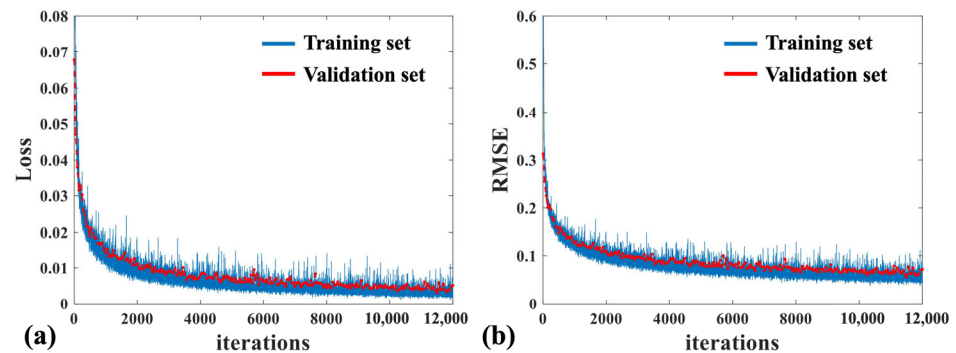 0.08
0.07
0.06
0.05
0.04
0.03
0.02
0.01
0
Loss
Training set
Validation set
0 2000 4000 6000 8000 10,000 12,000
iterations
(a)
0.6
0.5
0.4
0.3
0.2
0.1
0
RMSE
Training set
Validation set
0 2000 4000 6000 8000 10,000 12,000
iterations
(b)